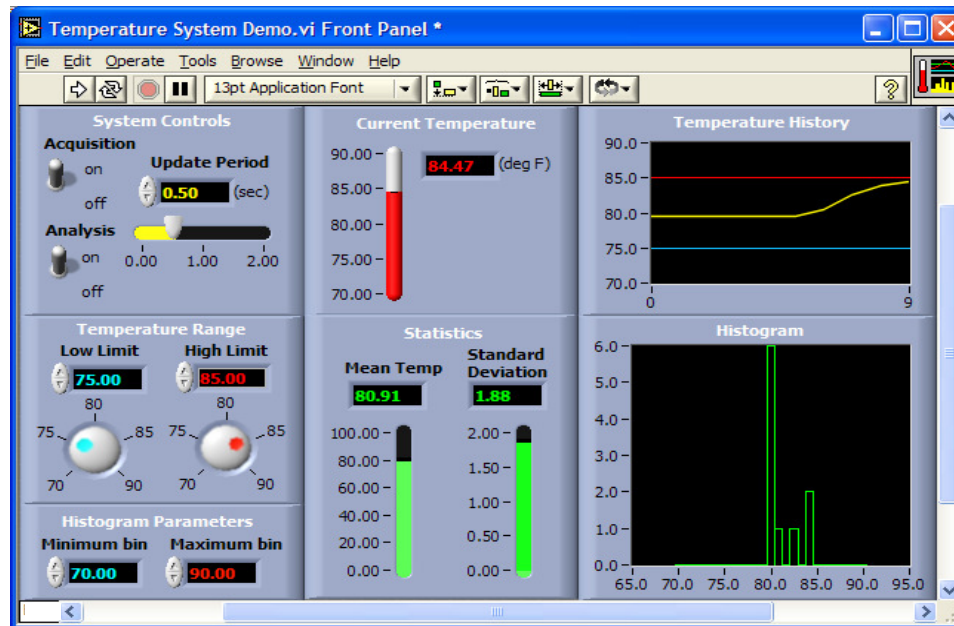 Temperature System Demo.vi Front Panel *
File Edit Operate Tools Browse Window Help
13pt Application Font
?
System Controls
Acquisition
on
off
Update Period
0.50 (sec)
0.00 1.00 2.00
Analysis
on
off
Current Temperature
84.47 (deg F)
90.00
85.00
80.00
75.00
70.00
Temperature History
90.0
85.0
80.0
75.0
70.0
0 9
Temperature Range
Low Limit High Limit
75.00 85.00
80 80
75 85 75 85
70 90 70 90
Statistics
Mean Temp
80.91
100.00
80.00
60.00
40.00
20.00
0.00
Standard
Deviation
1.88
2.00
1.50
1.00
0.50
0.00
Histogram
6.0
5.0
4.0
3.0
2.0
1.0
0.0
65.0 70.0 75.0 80.0 85.0 90.0 95.0
Histogram Parameters
Minimum bin Maximum bin
70.00 90.00